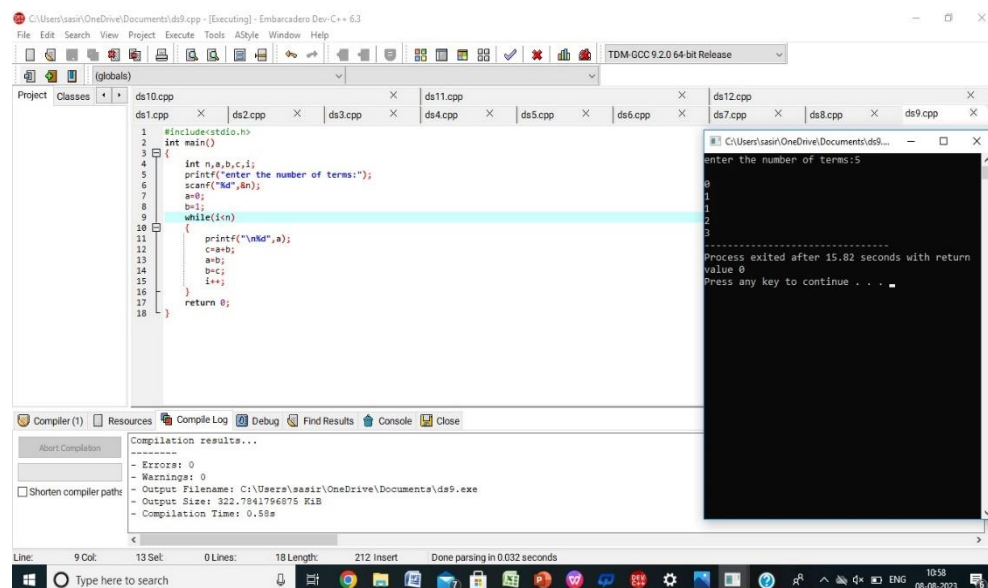 C:\Users\sasir\OneDrive\Documents\ds9.cpp - [Executing] - Embarcadero Dev-C++ 6.3
File Edit Search View Project Execute Tools AStyle Window Help
TDM-GCC 9.2.0 64-bit Release
(globals)
Project Classes
ds10.cpp ds11.cpp ds12.cpp
ds1.cpp ds2.cpp ds3.cpp ds4.cpp ds5.cpp ds6.cpp ds7.cpp ds8.cpp ds9.cpp
1 #include<stdio.h>
2 int main()
3 {
4 int n,a,b,c,i;
5 printf("enter the number of terms:");
6 scanf("%d",&n);
7 a=0;
8 b=1;
9 while(i<n)
10 {
11 printf("\n%d",a);
12 c=a+b;
13 a=b;
14 b=c;
15 i++;
16 }
17 return 0;
18 }
C:\Users\sasir\OneDrive\Documents\ds9....
enter the number of terms:5
0
1
1
2
3
--------------------------------
Process exited after 15.82 seconds with return
value 0
Press any key to continue . . .
Compiler (1) Resources Compile Log Debug Find Results Console Close
Abort Compilation
Shorten compiler paths
Compilation results...
--------
- Errors: 0
- Warnings: 0
- Output Filename: C:\Users\sasir\OneDrive\Documents\ds9.exe
- Output Size: 322.7841796875 KiB
- Compilation Time: 0.58s
Line: 9 Col: 13 Sel: 0 Lines: 18 Length: 212 Insert Done parsing in 0.032 seconds
Type here to search
ENG
10:58
08-08-2023